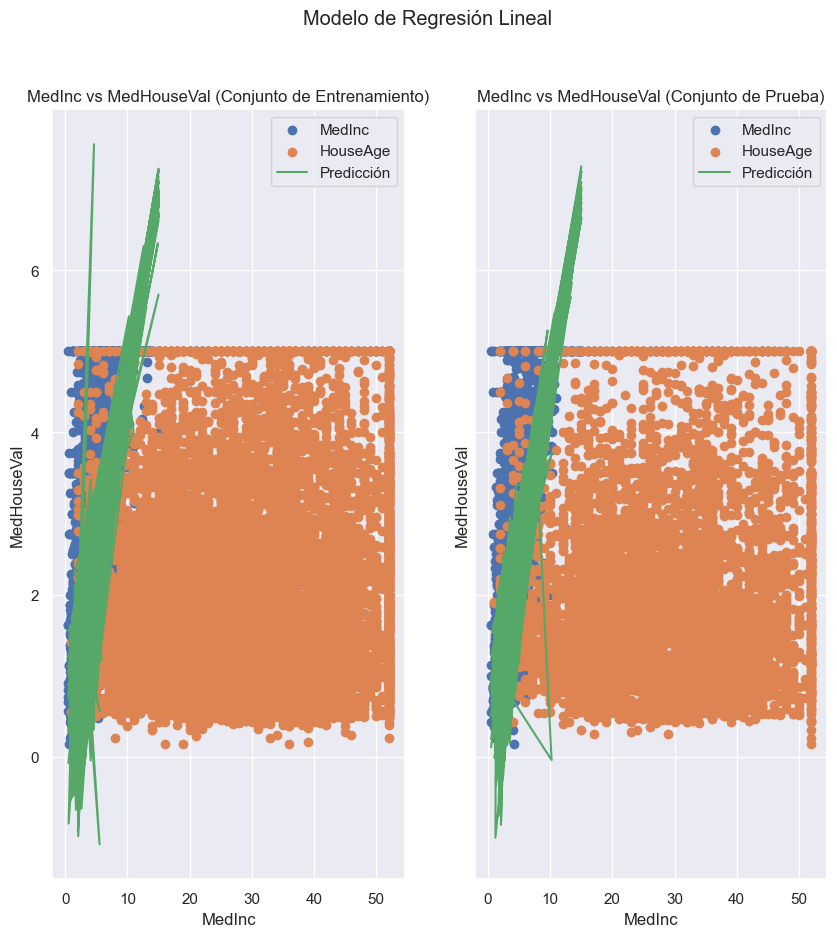 Modelo de Regresión Lineal
MedInc vs MedHouseVal (Conjunto de Entrenamiento)
MedInc
HouseAge
Predicción
6
4
2
0
MedHouseVal
0 10 20 30 40 50
MedInc
MedInc vs MedHouseVal (Conjunto de Prueba)
MedInc
HouseAge
Predicción
MedHouseVal
0 10 20 30 40 50
MedInc